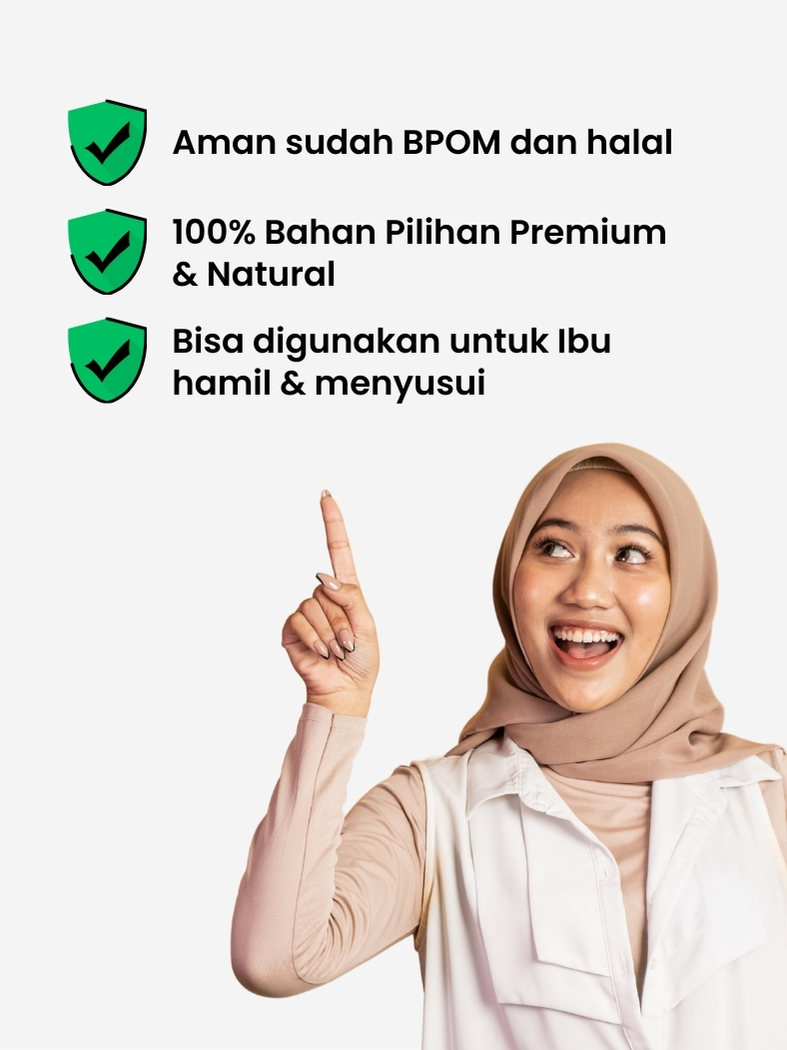 Aman sudah BPOM dan halal
100% Bahan Pilihan Premium
& Natural
Bisa digunakan untuk Ibu
hamil & menyusui